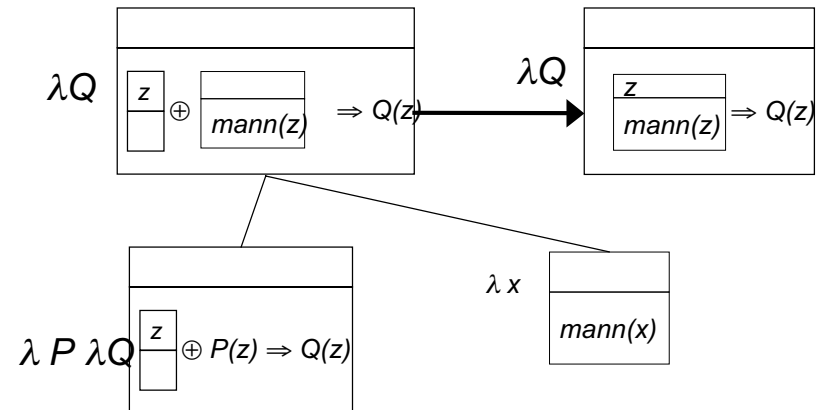 λQ z ⊕ mann(z) ⇒ Q(z)
λQ z mann(z) ⇒ Q(z)
λ P λQ z ⊕ P(z) ⇒ Q(z)
λ x mann(x)